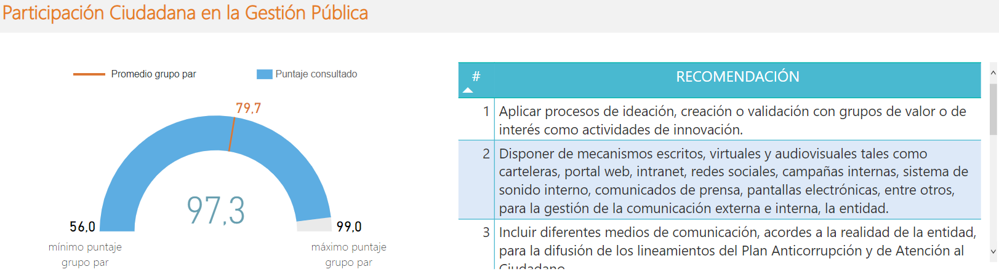 Participación Ciudadana en la Gestión Pública
Promedio grupo par
Puntaje consultado
79,7
97,3
56,0
mínimo puntaje
grupo par
99,0
máximo puntaje
grupo par
#
RECOMENDACIÓN
1
Aplicar procesos de ideación, creación o validación con grupos de valor o de
interés como actividades de innovación.
2
Disponer de mecanismos escritos, virtuales y audiovisuales tales como
carteleras, portal web, intranet, redes sociales, campañas internas, sistema de
sonido interno, comunicados de prensa, pantallas electrónicas, entre otros,
para la gestión de la comunicación externa e interna, la entidad.
3
Incluir diferentes medios de comunicación, acordes a la realidad de la entidad,
para la difusión de los lineamientos del Plan Anticorrupción y de Atención al
Ciudadano